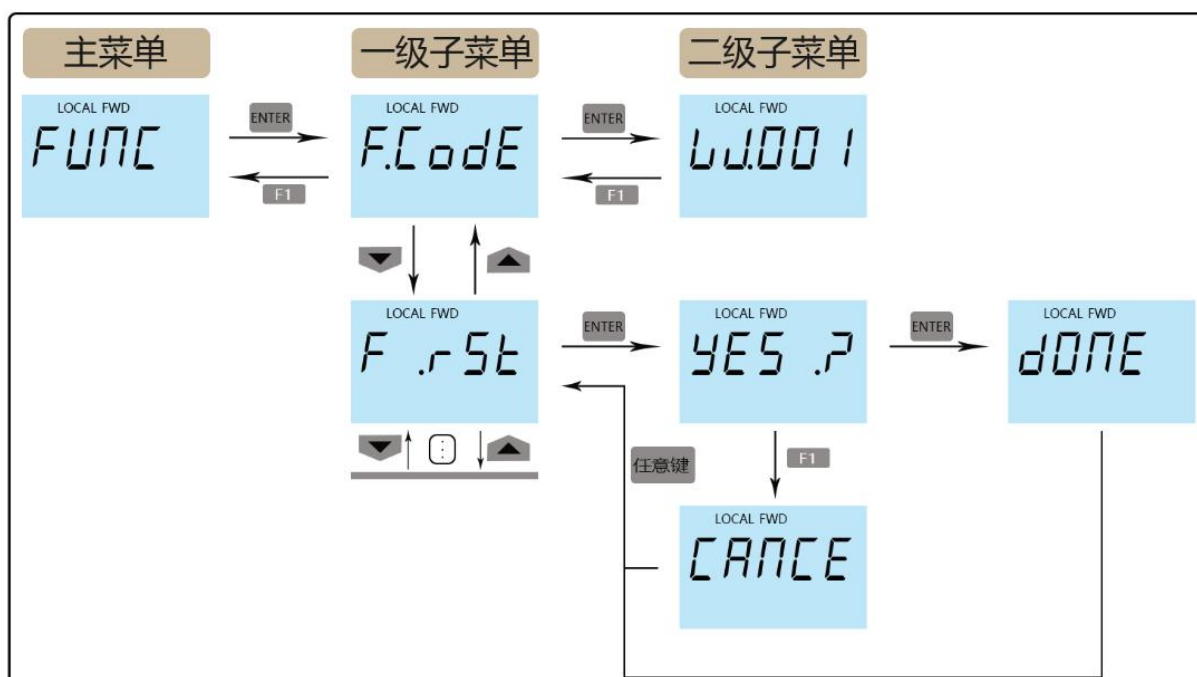 主菜单
一级子菜单
二级子菜单
LOCAL FWD
FUNC
ENTER
F1
LOCAL FWD
F.CodE
ENTER
F1
LOCAL FWD
W.001
LOCAL FWD
F .rSt
ENTER
LOCAL FWD
YES .?
ENTER
LOCAL FWD
dONE
任意键
F1
LOCAL FWD
CANCE